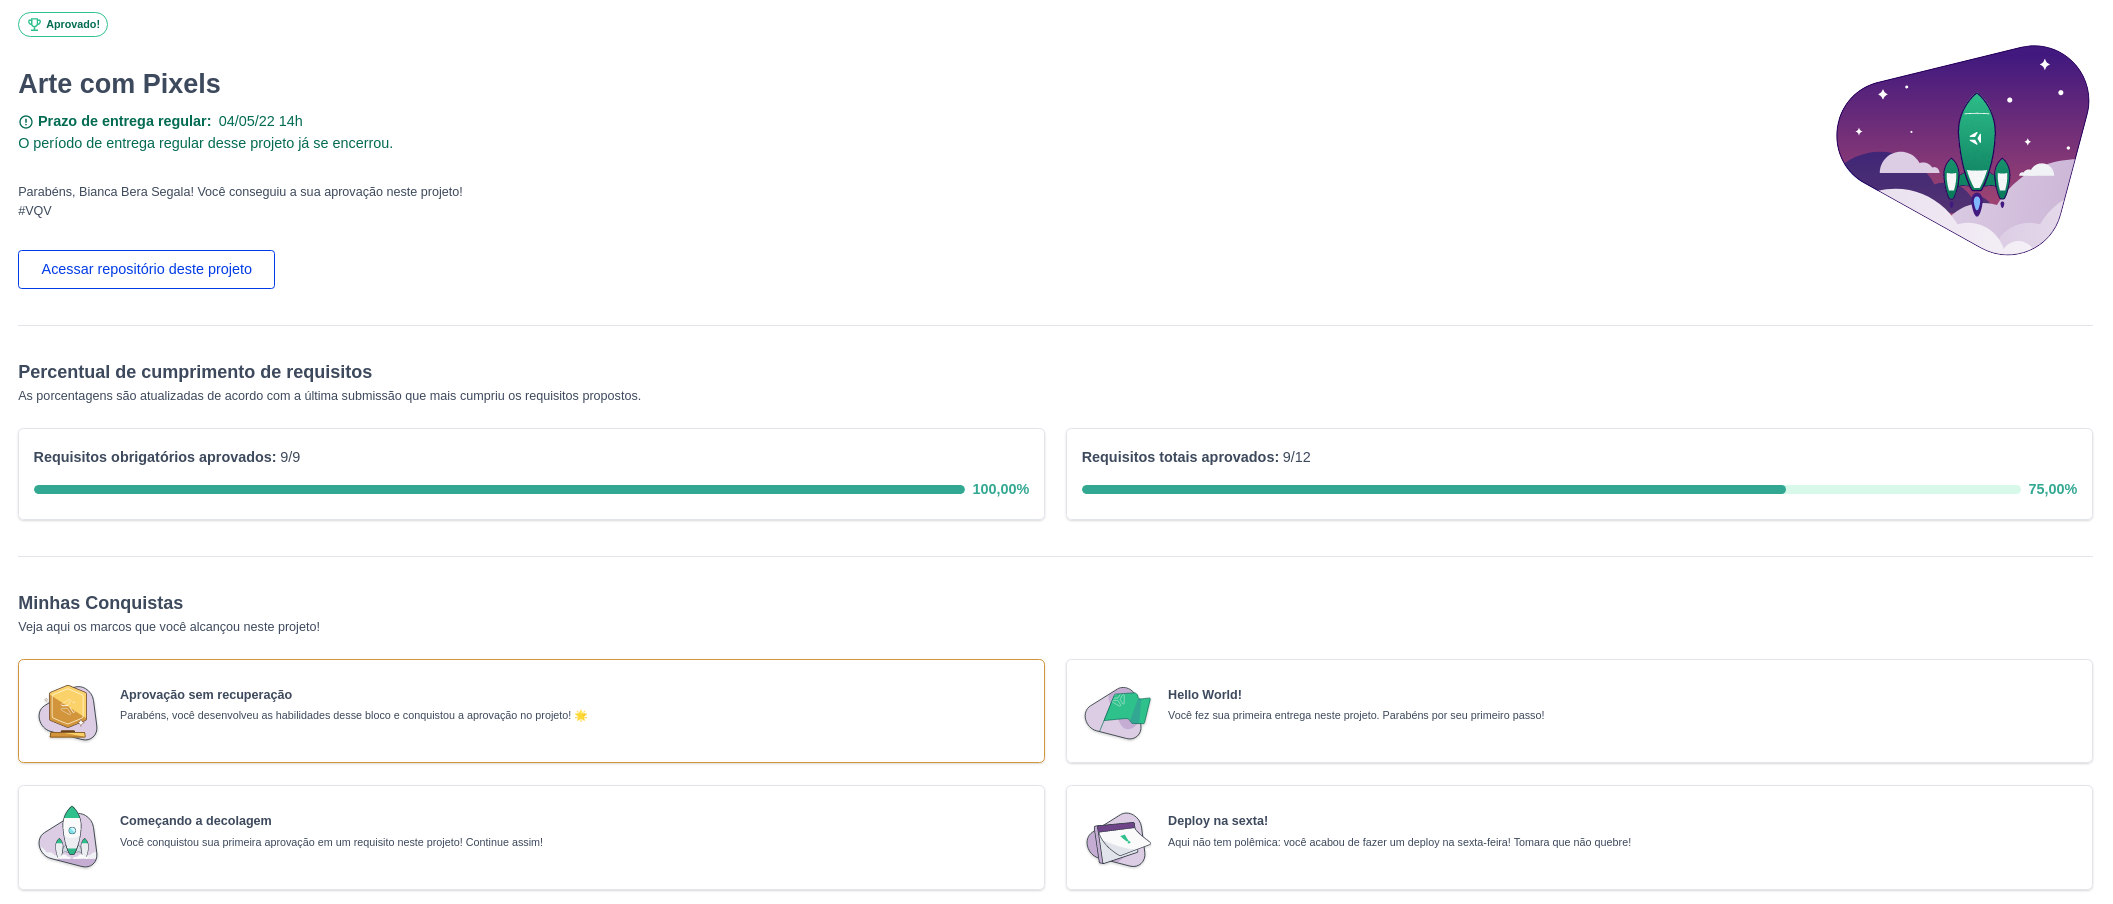 Aprovado!
Arte com Pixels
Prazo de entrega regular: 04/05/22 14h
O período de entrega regular desse projeto já se encerrou.
Parabéns, Bianca Bera Segala! Você conseguiu a sua aprovação neste projeto!
#VQV
Acessar repositório deste projeto
Percentual de cumprimento de requisitos
As porcentagens são atualizadas de acordo com a última submissão que mais cumpriu os requisitos propostos.
Requisitos obrigatórios aprovados: 9/9
100,00%
Requisitos totais aprovados: 9/12
75,00%
Minhas Conquistas
Veja aqui os marcos que você alcançou neste projeto!
Aprovação sem recuperação
Parabéns, você desenvolveu as habilidades desse bloco e conquistou a aprovação no projeto! 🌟
Hello World!
Você fez sua primeira entrega neste projeto. Parabéns por seu primeiro passo!
Começando a decolagem
Você conquistou sua primeira aprovação em um requisito neste projeto! Continue assim!
Deploy na sexta!
Aqui não tem polêmica: você acabou de fazer um deploy na sexta-feira! Tomara que não quebre!